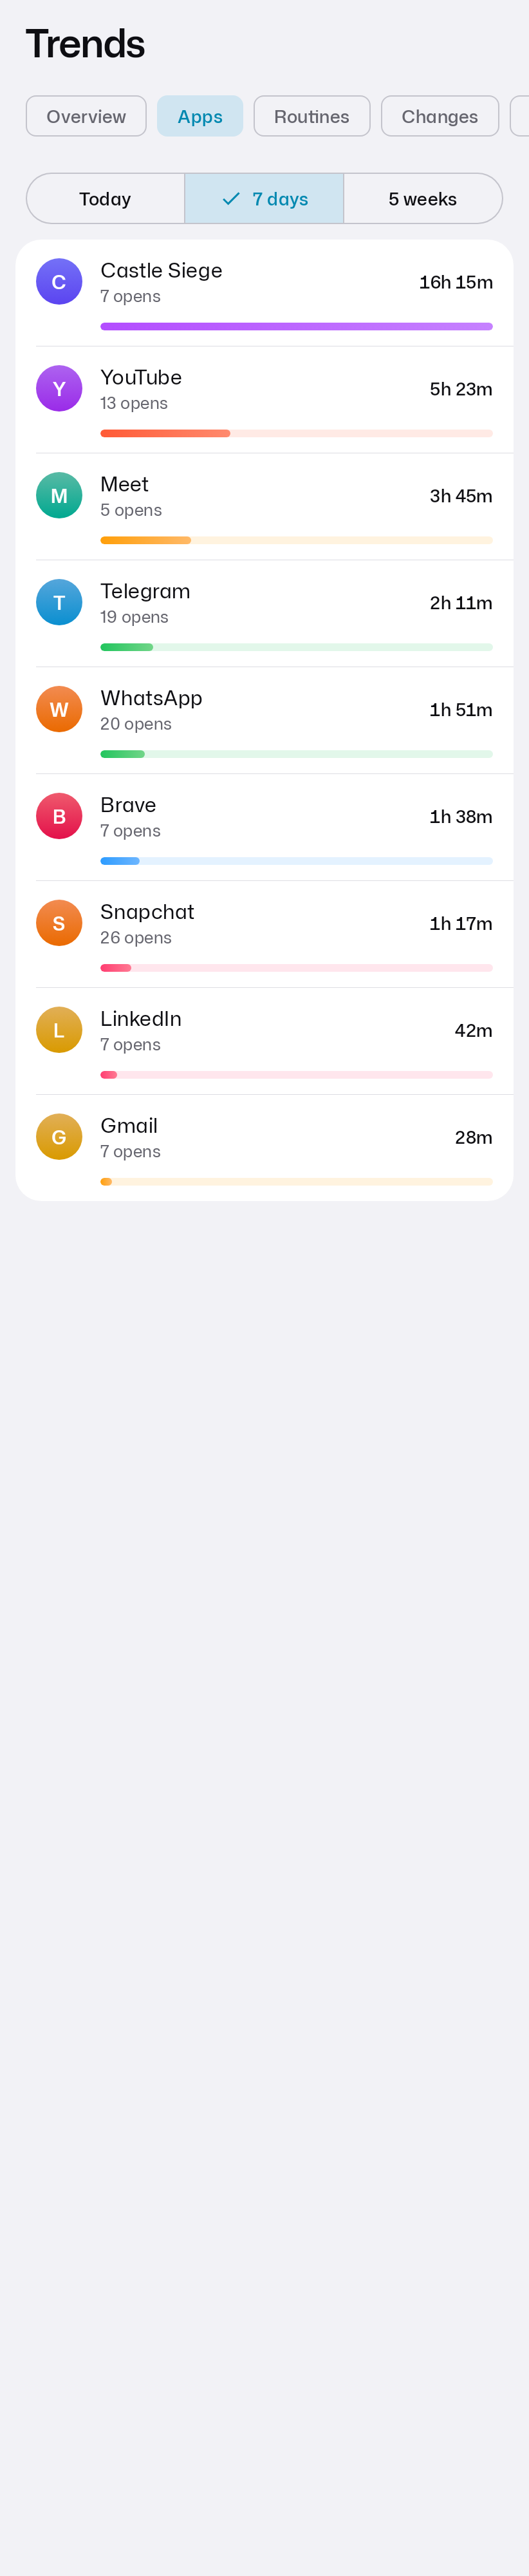 Trends
Overview Apps Routines Changes
Today 7 days 5 weeks
C Castle Siege 16h 15m
7 opens
Y YouTube 5h 23m
13 opens
M Meet 3h 45m
5 opens
T Telegram 2h 11m
19 opens
W WhatsApp 1h 51m
20 opens
B Brave 1h 38m
7 opens
S Snapchat 1h 17m
26 opens
L LinkedIn 42m
7 opens
G Gmail 28m
7 opens